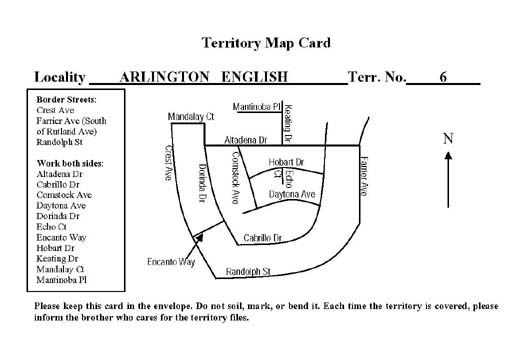 Territory Map Card
Locality ARLINGTON ENGLISH Terr. No. 6
Border Streets:
Crest Ave
Farrier Ave (South
of Rutland Ave)
Randolph St
Work both sides:
Altadena Dr
Cabrillo Dr
Comstock Ave
Daytona Ave
Dorinda Dr
Echo Ct
Encanto Way
Hobart Dr
Keating Dr
Mandalay Ct
Mantinoba Pl
Mantinoba Pl
Keating Dr
Mandalay Ct
Altadena Dr
N
Crest Ave
Dorinda Dr
Comstock Ave
Hobart Dr
Echo
Ct
Farrier Ave
Daytona Ave
Cabrillo Dr
Encanto Way
Randolph St
Please keep this card in the envelope. Do not soil, mark, or bend it. Each time the territory is covered, please
inform the brother who cares for the territory files.